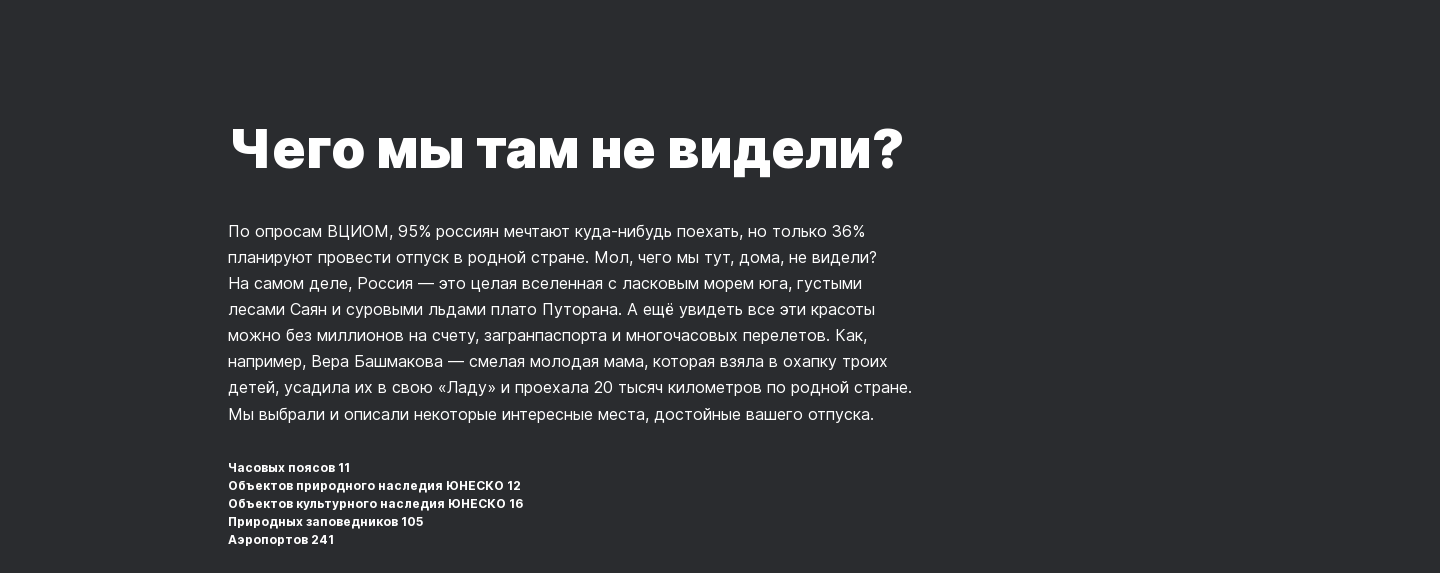 Чего мы там не видели?
По опросам ВЦИОМ, 95% россиян мечтают куда-нибудь поехать, но только 36%
планируют провести отпуск в родной стране. Мол, чего мы тут, дома, не видели?
На самом деле, Россия — это целая вселенная с ласковым морем юга, густыми
лесами Саян и суровыми льдами плато Путорана. А ещё увидеть все эти красоты
можно без миллионов на счету, загранпаспорта и многочасовых перелетов. Как,
например, Вера Башмакова — смелая молодая мама, которая взяла в охапку троих
детей, усадила их в свою «Ладу» и проехала 20 тысяч километров по родной стране.
Мы выбрали и описали некоторые интересные места, достойные вашего отпуска.
Часовых поясов 11
Объектов природного наследия ЮНЕСКО 12
Объектов культурного наследия ЮНЕСКО 16
Природных заповедников 105
Аэропортов 241